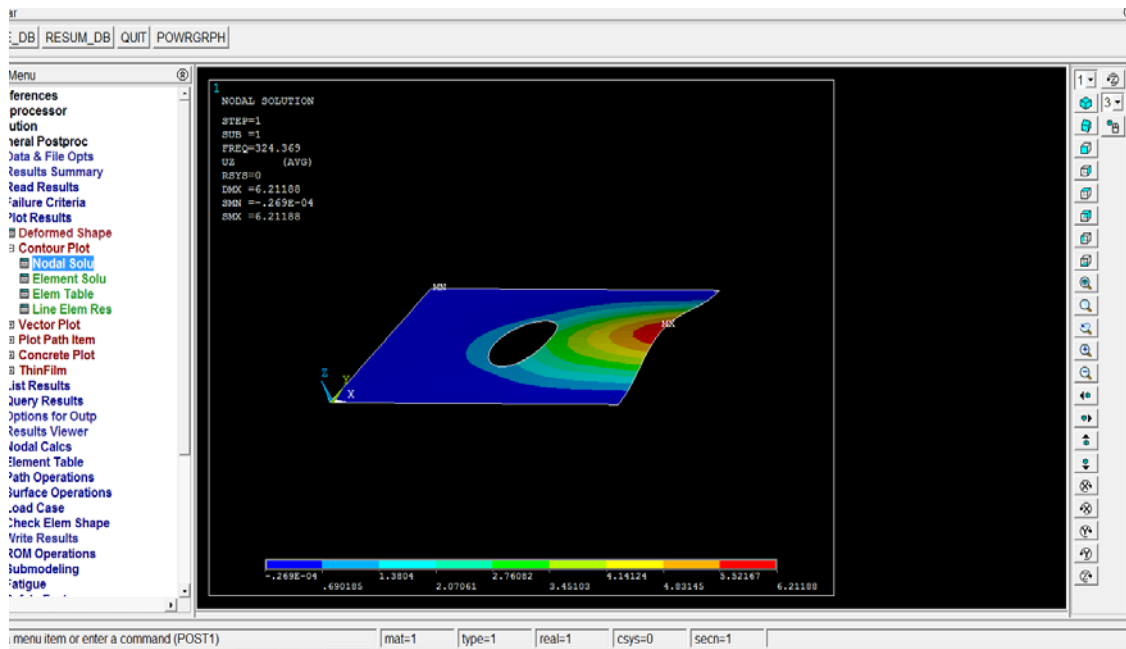 ar
E_DB RESUM_DB QUIT POWRGRPH
Menu
ferences
processor
ution
neral Postproc
Data & File Opts
Results Summary
Read Results
Failure Criteria
Plot Results
Deformed Shape
Contour Plot
Nodal Solu
Element Solu
Elem Table
Line Elem Res
Vector Plot
Plot Path Item
Concrete Plot
ThinFilm
List Results
Query Results
Options for Outp
Results Viewer
Nodal Calcs
Element Table
Path Operations
Surface Operations
Load Case
Check Elem Shape
Write Results
ROM Operations
Submodeling
Fatigue
1
NODAL SOLUTION
STEP=1
SUB =1
FREQ=324.369
UZ (AVG)
RSYS=0
DMX =6.21188
SMN =-.269E-04
SMX =6.21188
MN
MX
Z
Y
X
-.269E-04 1.3804 2.76082 4.14124 5.52167
.690185 2.07061 3.45103 4.83145 6.21188
1
3
menu item or enter a command (POST1) mat=1 type=1 real=1 csys=0 secn=1